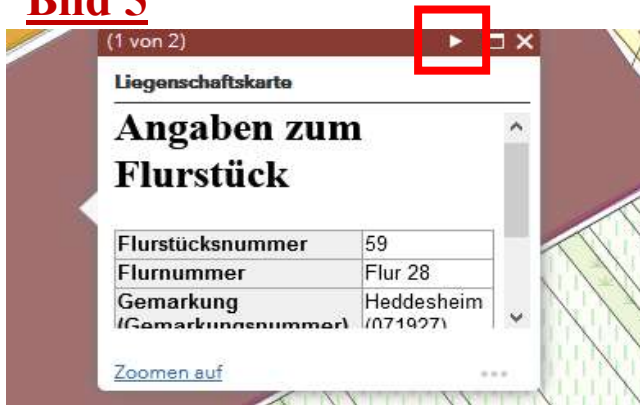 Bild 5
(1 von 2)
Liegenschaftskarte
Angaben zum
Flurstück
Flurstücksnummer 59
Flurnummer Flur 28
Gemarkung Heddesheim
(Gemarkungsnummer) (071927)
Zoomen auf